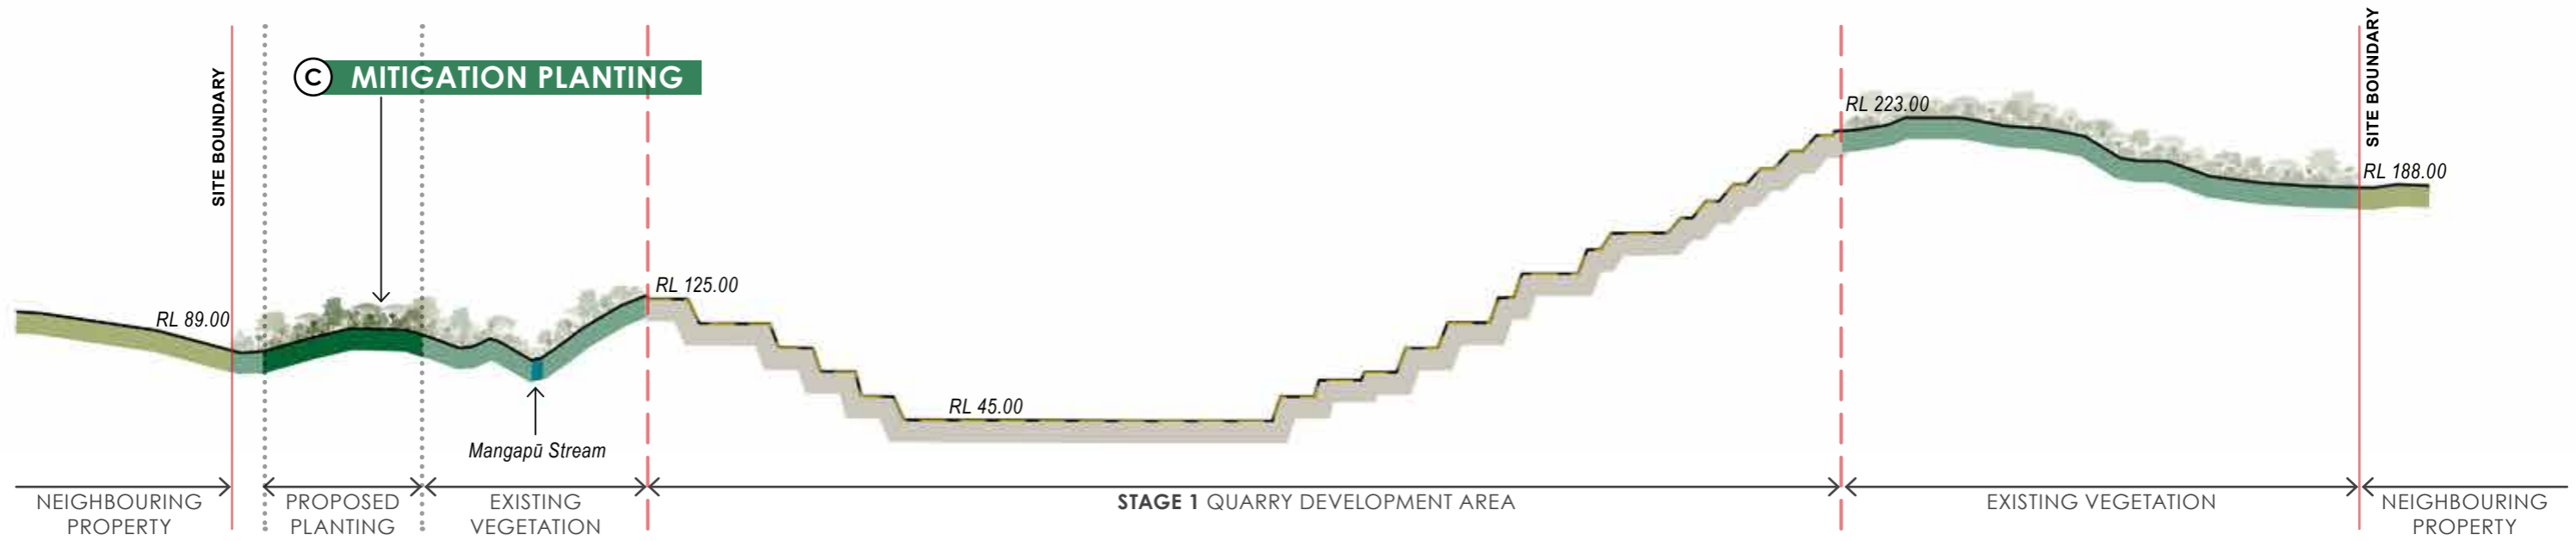 SITE BOUNDARY
C MITIGATION PLANTING
SITE BOUNDARY
RL 223.00
RL 188.00
RL 125.00
RL 89.00
RL 45.00
Mangapū Stream
NEIGHBOURING
PROPERTY
PROPOSED
PLANTING
EXISTING
VEGETATION
STAGE 1 QUARRY DEVELOPMENT AREA
EXISTING VEGETATION
NEIGHBOURING
PROPERTY